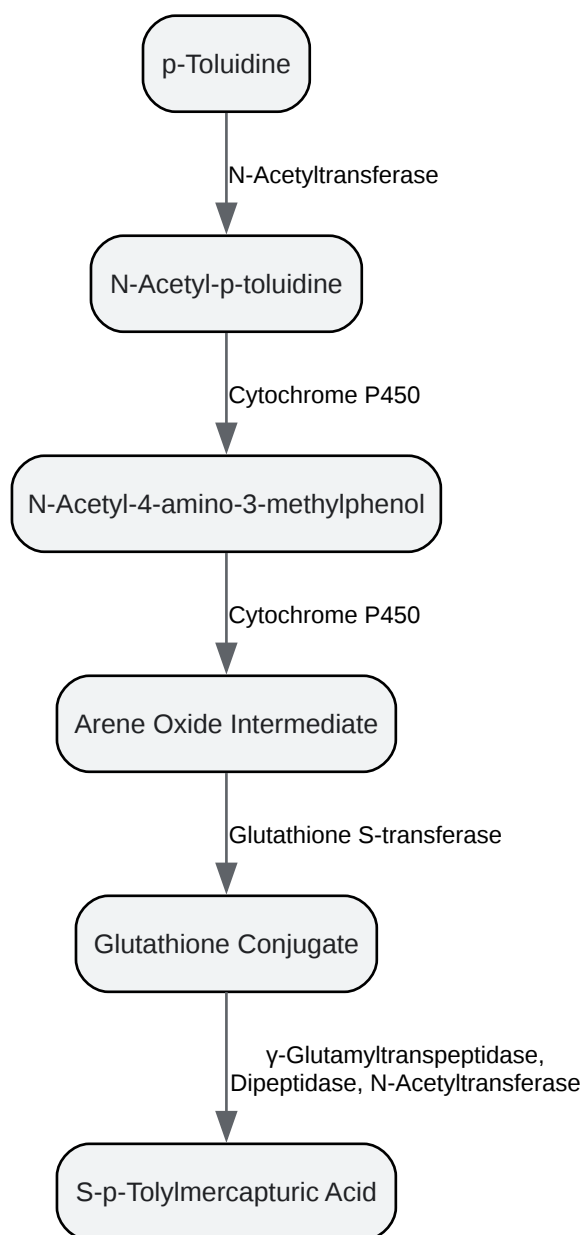 p-Toluidine
N-Acetyltransferase
N-Acetyl-p-toluidine
Cytochrome P450
N-Acetyl-4-amino-3-methylphenol
Cytochrome P450
Arene Oxide Intermediate
Glutathione S-transferase
Glutathione Conjugate
γ-Glutamyltranspeptidase,
Dipeptidase, N-Acetyltransferase
S-p-Tolylmercapturic Acid